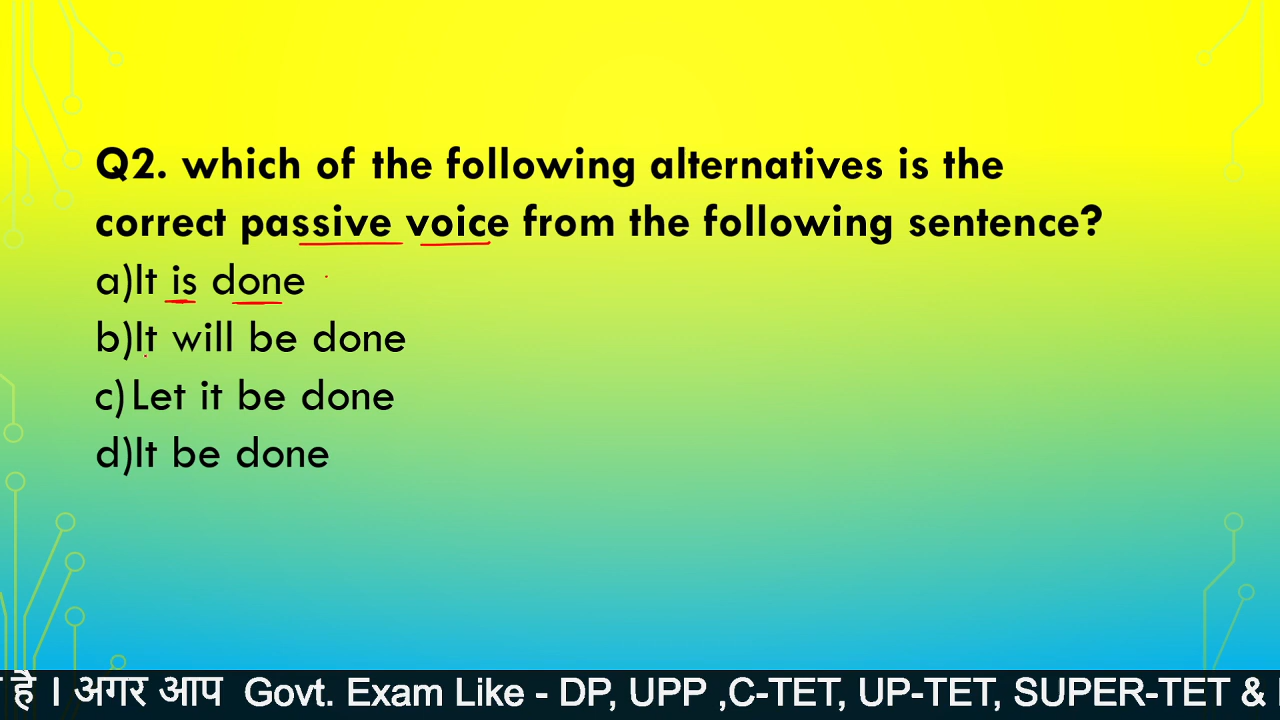 Q2. which of the following alternatives is the
correct passive voice from the following sentence?
a)It is done
b)It will be done
c)Let it be done
d)It be done
है । अगर आप Govt. Exam Like - DP, UPP ,C-TET, UP-TET, SUPER-TET &